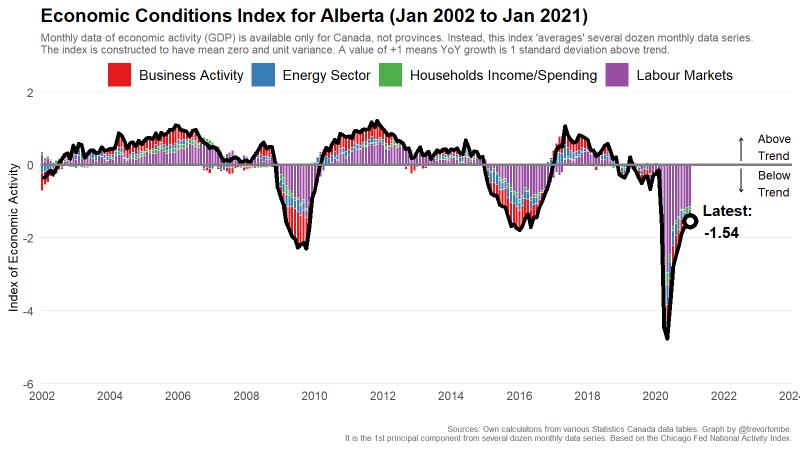 Economic Conditions Index for Alberta (Jan 2002 to Jan 2021)
Monthly data of economic activity (GDP) is available only for Canada, not provinces. Instead, this index 'averages' several dozen monthly data series.
The index is constructed to have mean zero and unit variance. A value of +1 means YoY growth is 1 standard deviation above trend.
Business Activity Energy Sector Households Income/Spending Labour Markets
Index of Economic Activity
2
0
-2
-4
-6
Above
Trend
Below
Trend
Latest:
-1.54
2002 2004 2006 2008 2010 2012 2014 2016 2018 2020 2022 202
Sources: Own calculatons from various Statistics Canada data tables. Graph by @trevortombe.
It is the 1st principal component from several dozen monthly data series. Based on the Chicago Fed National Activity Index.